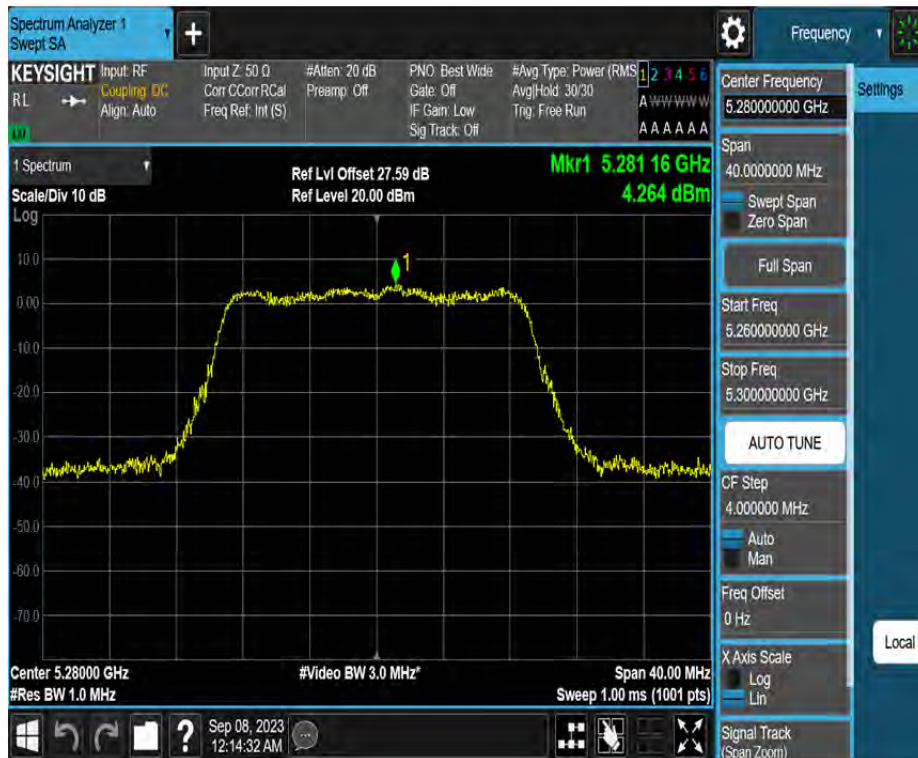 Spectrum Analyzer 1
Swept SA
+
Frequency
KEYSIGHT
RL
Input: RF
Coupling: DC
Align: Auto
Input Z: 50 Ω
Corr CCorr RCal
Freq Ref: Int (S)
#Atten: 20 dB
Preamp: Off
PNO: Best Wide
Gate: Off
IF Gain: Low
Sig Track: Off
#Avg Type: Power (RMS
Avg|Hold: 30/30
Trig: Free Run
1 2 3 4 5 6
A W W W W W
A A A A A A
1 Spectrum
Scale/Div 10 dB
Log
Ref Lvl Offset 27.59 dB
Ref Level 20.00 dBm
Mkr1 5.281 16 GHz
4.264 dBm
1
10.0
0.00
-10.0
-20.0
-30.0
-40.0
-50.0
-60.0
-70.0
Center 5.28000 GHz
#Res BW 1.0 MHz
#Video BW 3.0 MHz*
Span 40.00 MHz
Sweep 1.00 ms (1001 pts)
Sep 08, 2023
12:14:32 AM
?
Center Frequency
5.280000000 GHz
Settings
Span
40.0000000 MHz
Swept Span
Zero Span
Full Span
Start Freq
5.260000000 GHz
Stop Freq
5.300000000 GHz
AUTO TUNE
CF Step
4.000000 MHz
Auto
Man
Freq Offset
0 Hz
X Axis Scale
Log
Lin
Local
Signal Track
(Span Zoom)